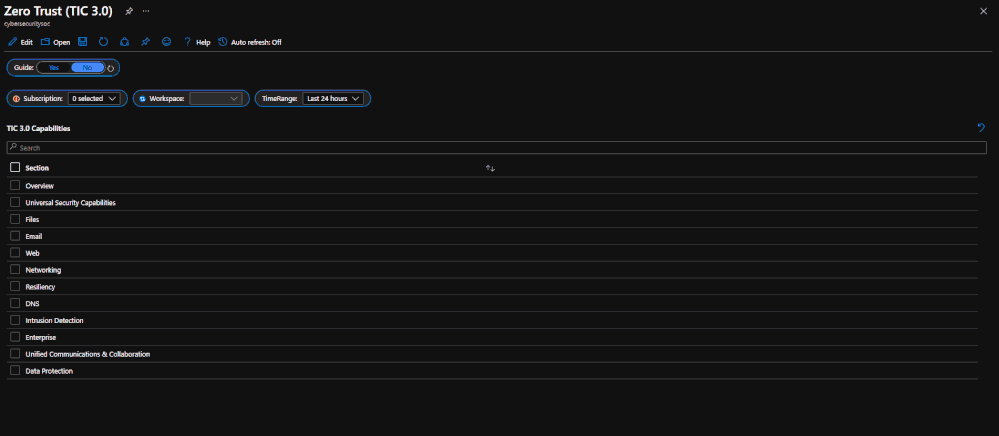 Zero Trust (TIC 3.0) ...
cybersecuritysoc
Edit Open Help Auto refresh: Off
Guide: Yes No
Subscription: 0 selected Workspace: TimeRange: Last 24 hours
TIC 3.0 Capabilities
Search
Section
Overview
Universal Security Capabilities
Files
Email
Web
Networking
Resiliency
DNS
Intrusion Detection
Enterprise
Unified Communications & Collaboration
Data Protection